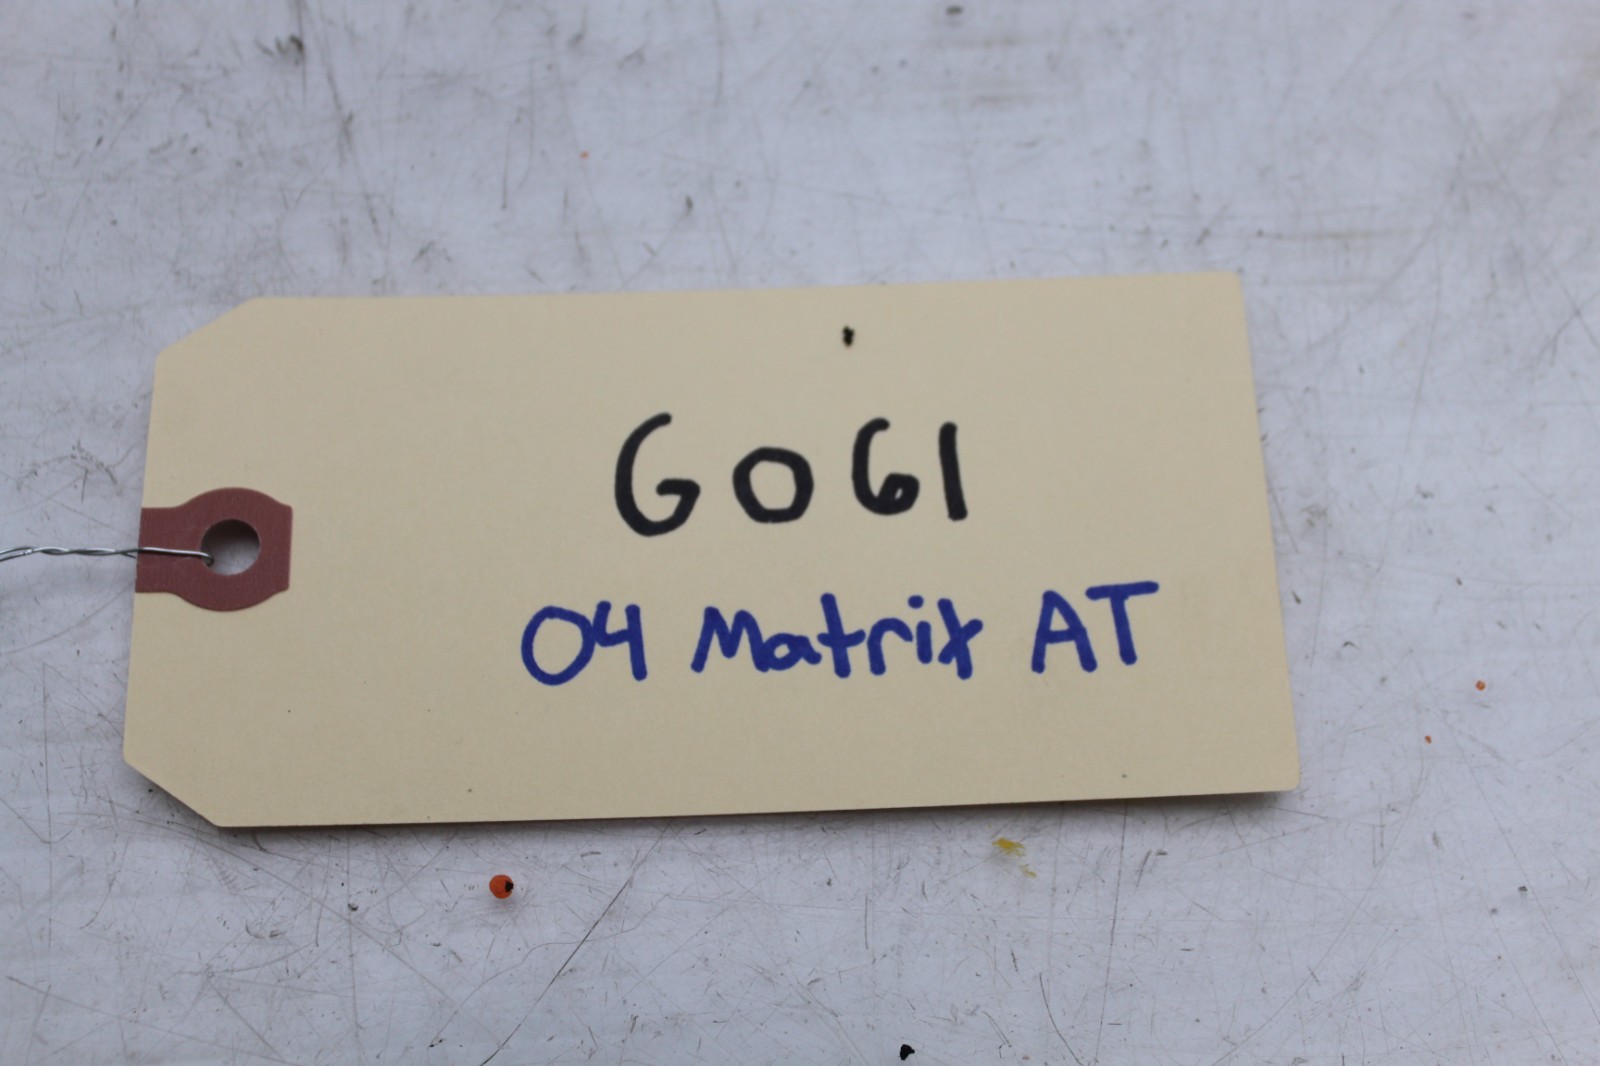 G061
04 Matrix AT